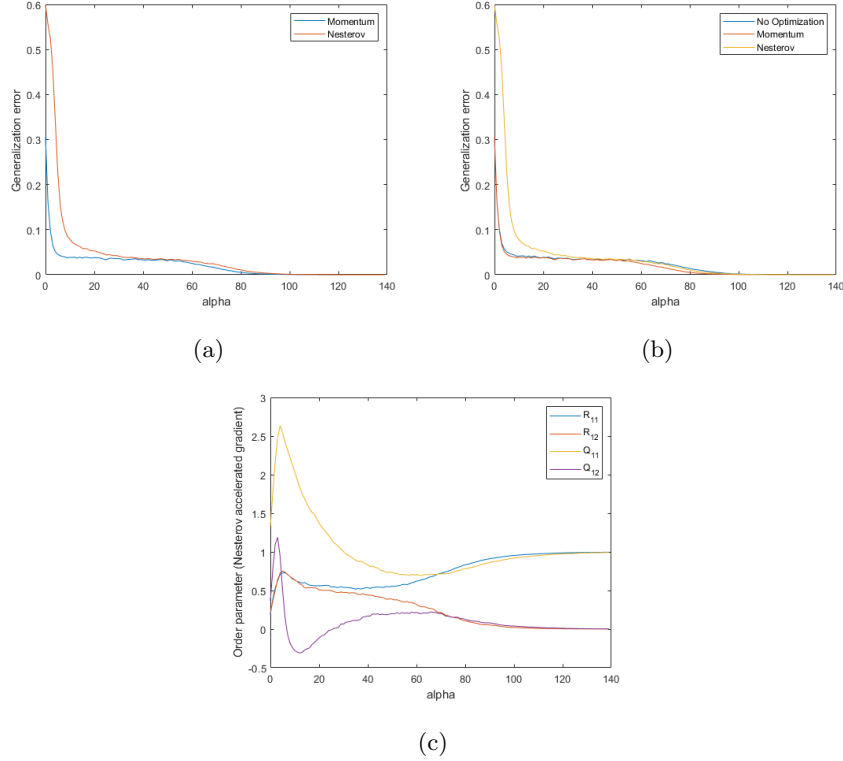 Generalization error
0.6
0.5
0.4
0.3
0.2
0.1
0
Momentum
Nesterov
0 20 40 60 80 100 120 140
alpha
(a)
Generalization error
0.6
0.5
0.4
0.3
0.2
0.1
0
No Optimization
Momentum
Nesterov
0 20 40 60 80 100 120 140
alpha
(b)
Order parameter (Nesterov accelerated gradient)
3
2.5
2
1.5
1
0.5
0
-0.5
R11
R12
Q11
Q12
0 20 40 60 80 100 120 140
alpha
(c)